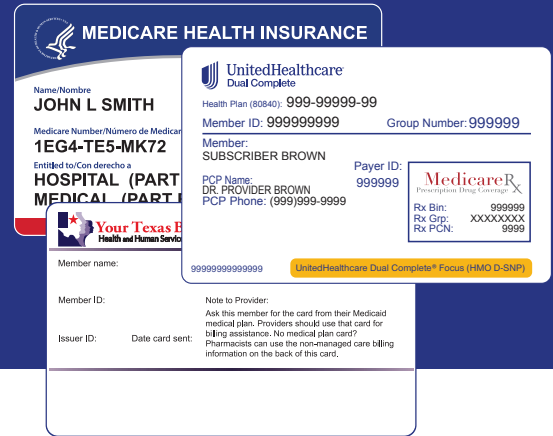 MEDICARE HEALTH INSURANCE
Name/Nombre
JOHN L SMITH
Medicare Number/Número de Medicar
1EG4-TE5-MK72
Entitled to/Con derecho a
HOSPITAL (PART
MEDICAL (PART
UnitedHealthcare®
Dual Complete
Health Plan (80840): 999-99999-99
Member ID: 999999999 Group Number: 999999
Member:
SUBSCRIBER BROWN
Payer ID:
999999
PCP Name:
DR. PROVIDER BROWN
PCP Phone: (999)999-9999
MedicareRx
Prescription Drug Coverage
Rx Bin: 999999
Rx Grp: XXXXXXXX
Rx PCN: 9999
99999999999999 UnitedHealthcare Dual Complete® Focus (HMO D-SNP)
Your Texas B
Health and Human Servic
Member name:
Member ID:
Issuer ID: Date card sent:
Note to Provider:
Ask this member for the card from their Medicaid
medical plan. Providers should use that card for
billing assistance. No medical plan card?
Pharmacists can use the non-managed care billing
information on the back of this card.